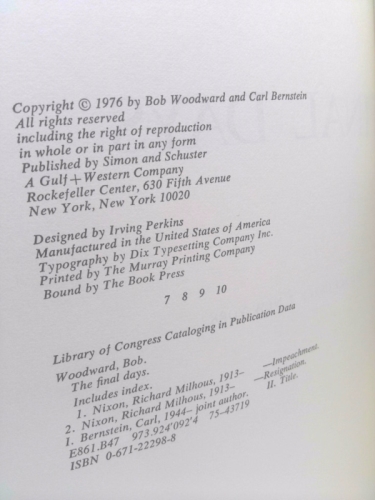 Copyright © 1976 by Bob Woodward and Carl Bernstein
All rights reserved
including the right of reproduction
in whole or in part in any form
Published by Simon and Schuster
A Gulf+Western Company
Rockefeller Center, 630 Fifth Avenue
New York, New York 10020
Designed by Irving Perkins
Manufactured in the United States of America
Typography by Dix Typesetting Company Inc.
Printed by The Murray Printing Company
Bound by The Book Press
7 8 9 10
Library of Congress Cataloging in Publication Data
Woodward, Bob.
The final days.
Includes index.
1. Nixon, Richard Milhous, 1913– —Impeachment.
2. Nixon, Richard Milhous, 1913– —Resignation.
I. Bernstein, Carl, 1944– joint author. II. Title.
E861.B47 973.924'092'4 75-43719
ISBN 0-671-22298-8